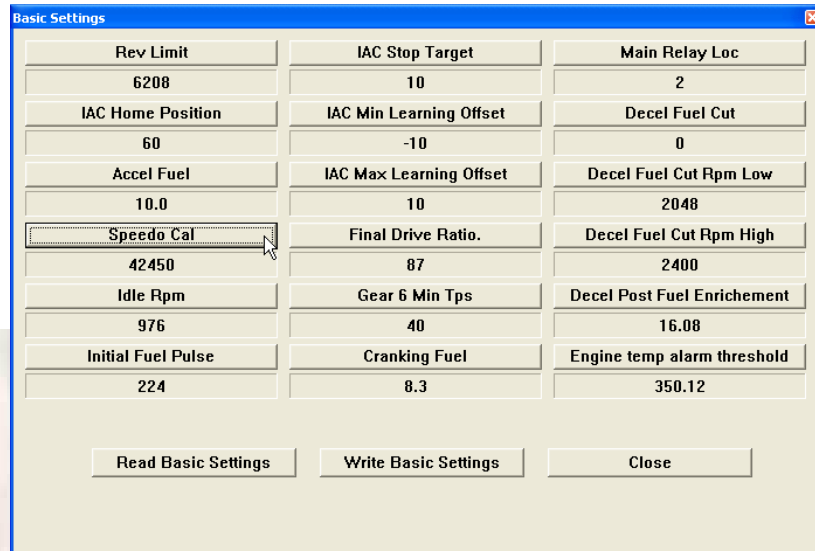 Basic Settings
Rev Limit IAC Stop Target Main Relay Loc
6208 10 2
IAC Home Position IAC Min Learning Offset Decel Fuel Cut
60 -10 0
Accel Fuel IAC Max Learning Offset Decel Fuel Cut Rpm Low
10.0 10 2048
Speedo Cal Final Drive Ratio. Decel Fuel Cut Rpm High
42450 87 2400
Idle Rpm Gear 6 Min Tps Decel Post Fuel Enrichement
976 40 16.08
Initial Fuel Pulse Cranking Fuel Engine temp alarm threshold
224 8.3 350.12
Read Basic Settings Write Basic Settings Close